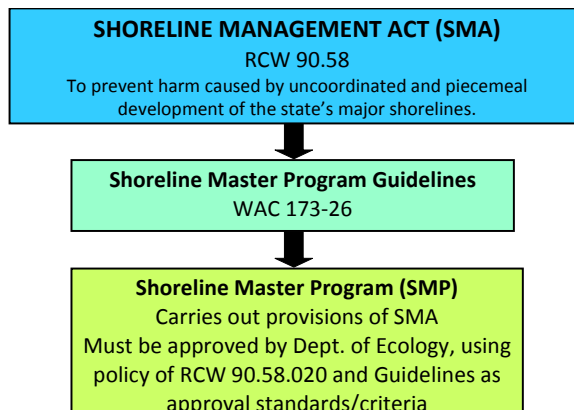 SHORELINE MANAGEMENT ACT (SMA)
RCW 90.58
To prevent harm caused by uncoordinated and piecemeal
development of the state’s major shorelines.
Shoreline Master Program Guidelines
WAC 173-26
Shoreline Master Program (SMP)
Carries out provisions of SMA
Must be approved by Dept. of Ecology, using
policy of RCW 90.58.020 and Guidelines as
approval standards/criteria